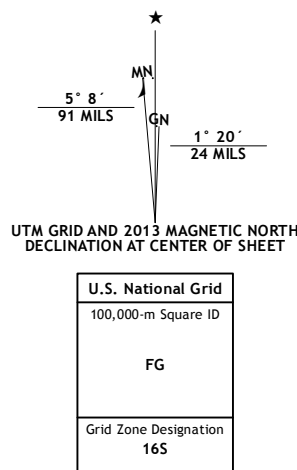 ★
MN
5° 8´
91 MILS
GN
1° 20´
24 MILS
UTM GRID AND 2013 MAGNETIC NORTH
DECLINATION AT CENTER OF SHEET
U.S. National Grid
100,000-m Square ID
FG
Grid Zone Designation
16S